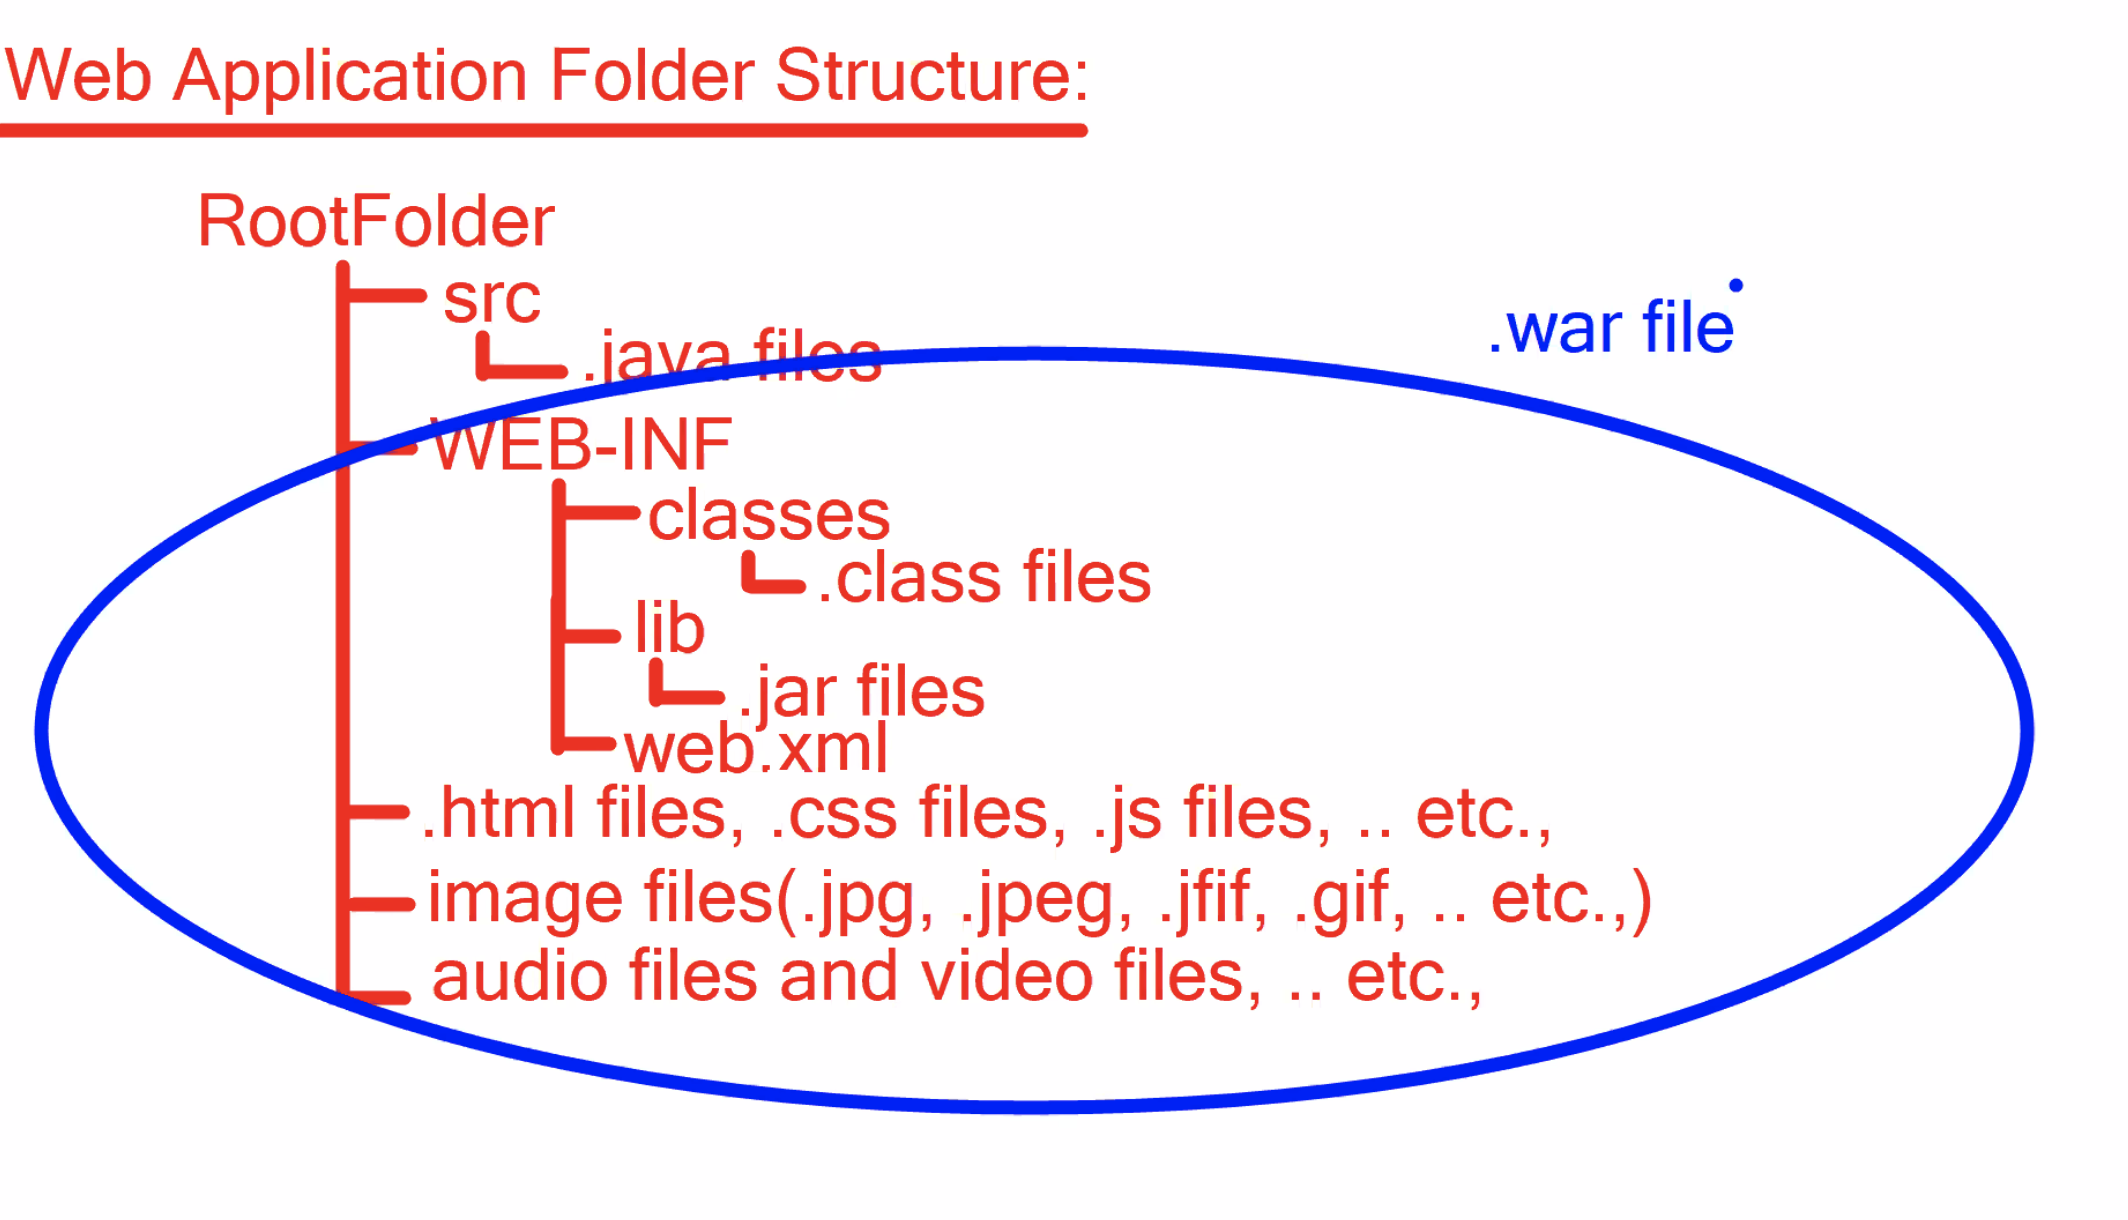 Web Application Folder Structure:
RootFolder
src
.java files
.war file
WEB-INF
classes
.class files
lib
.jar files
web.xml
.html files, .css files, .js files, .. etc.,
image files(.jpg, .jpeg, .jfif, .gif, .. etc.,)
audio files and video files, .. etc.,